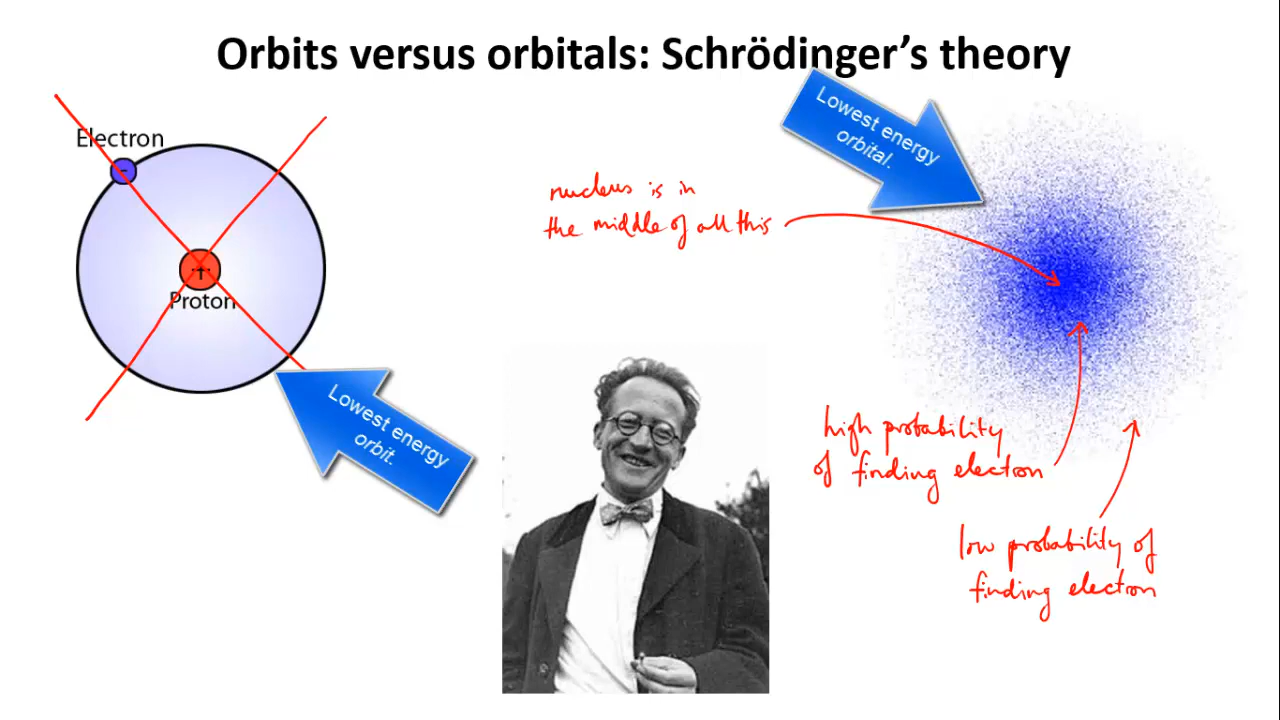 Orbits versus orbitals: Schrödinger's theory
Electron
-
+
Proton
Lowest energy
orbit.
nucleus is in
the middle of all this
Lowest energy
orbital.
high probability
of finding electron
low probability of
finding electron